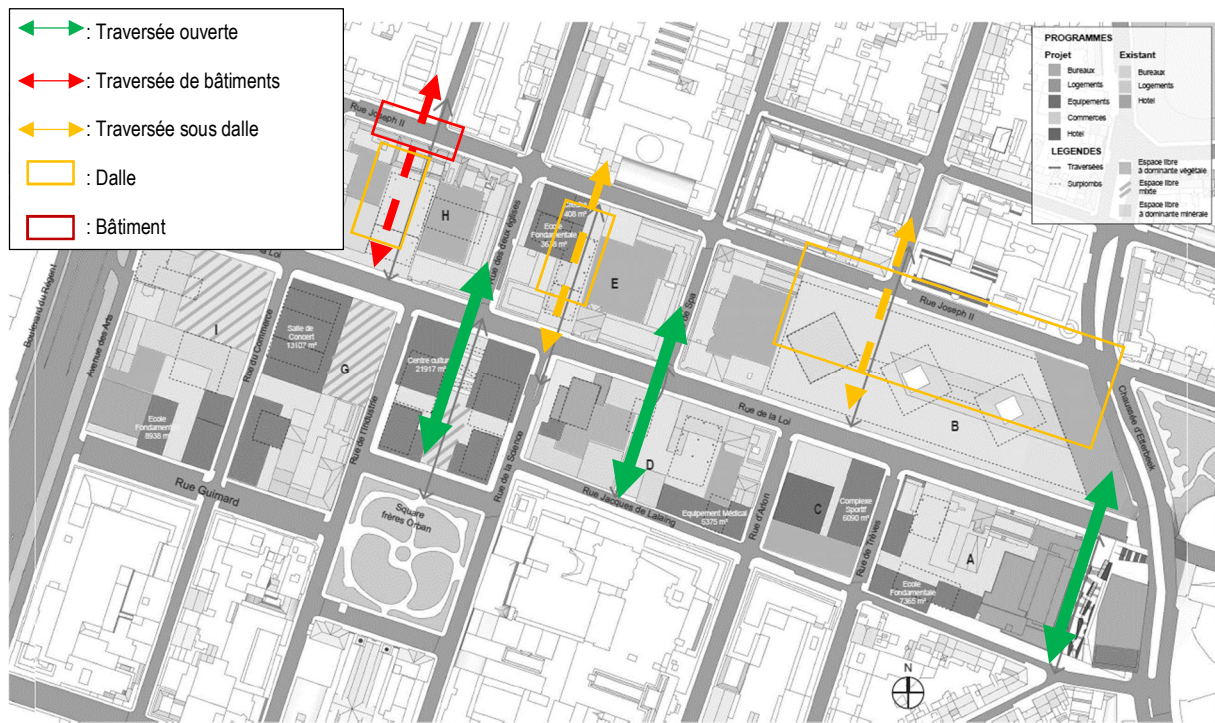 : Traversée ouverte
: Traversée de bâtiments
: Traversée sous dalle
: Dalle
: Bâtiment
PROGRAMMES
Projet
Existant
Bureaux
Logements
Equipements
Commerces
Hotel
Bureaux
Logements
Hotel
LEGENDES
Traversées
Surplombs
Espace libre
à dominante végétale
Espace libre
mixte
Espace libre
à dominante minérale
Rue Joseph II
H
Rue des deux églises
Ecole
Fondamentale
E
de Spa
Rue Joseph II
la Loi
Boulevard du Régent
Avenue des Arts
I
Rue du Commerce
Salle de
Concert
13107 m²
G
Rue de l'Industrie
Centre culturel
21917 m²
Rue de la Science
Ecole
Fondamentale
8938 m²
Rue Guimard
Square
frères Orban
D
Rue Jacques de Lalaing
Equipement Médical
5375 m²
Rue de la Loi
B
Chaussée d'Etterbeek
Rue d'Arlon
C
Complexe
Sportif
6090 m²
Rue de Trèves
A
Ecole
Fondamentale
7365 m²
N